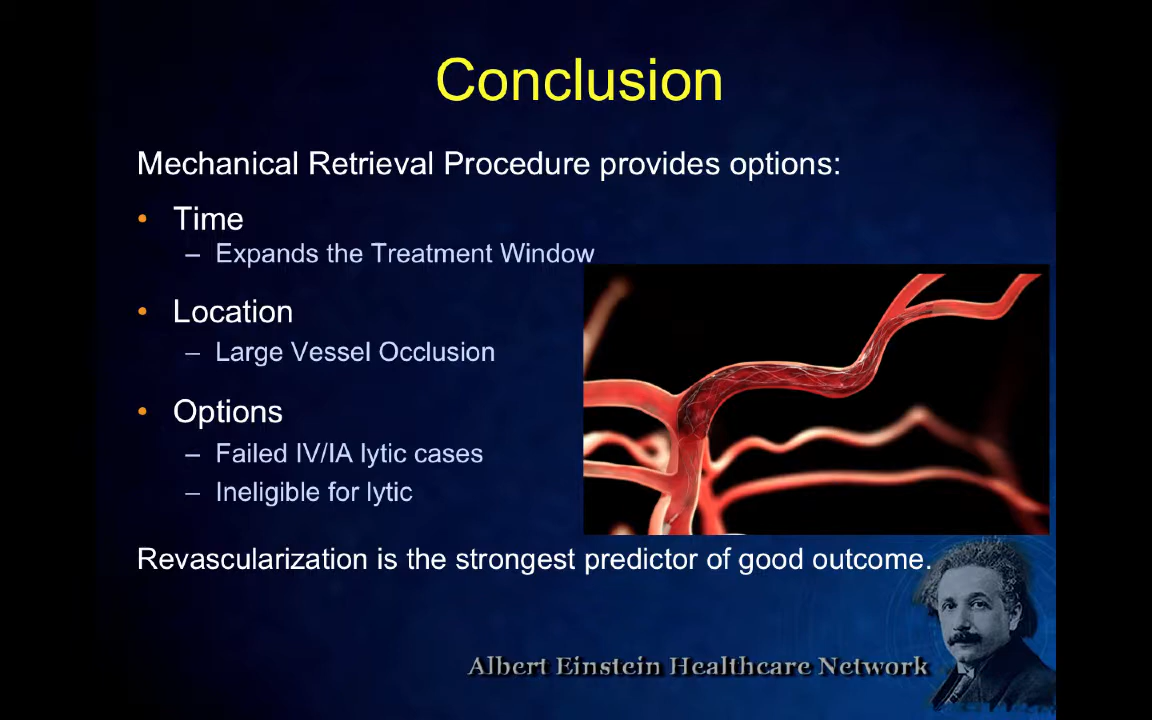 Conclusion
Mechanical Retrieval Procedure provides options:
• Time
– Expands the Treatment Window
• Location
– Large Vessel Occlusion
• Options
– Failed IV/IA lytic cases
– Ineligible for lytic
Revascularization is the strongest predictor of good outcome.
Albert Einstein Healthcare Network